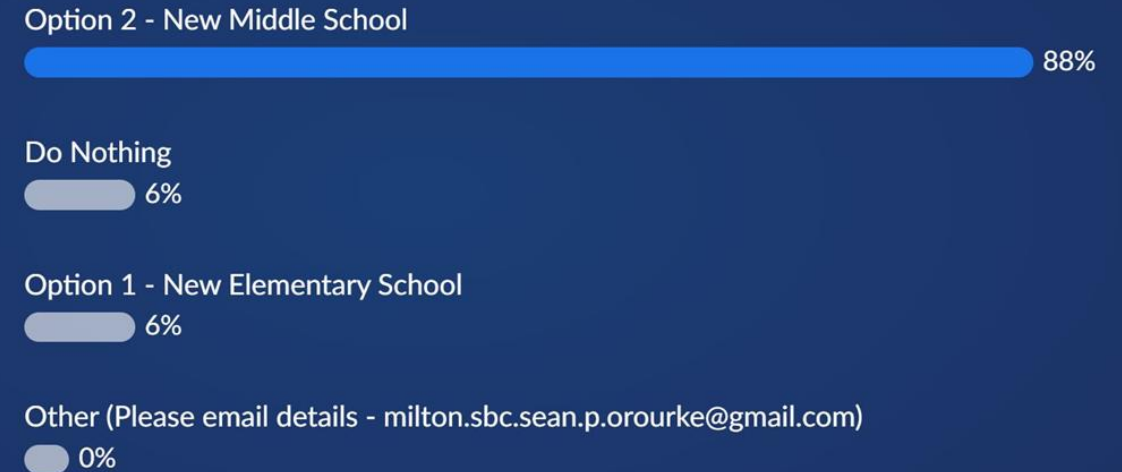 Option 2 - New Middle School
88%
Do Nothing
6%
Option 1 - New Elementary School
6%
Other (Please email details - milton.sbc.sean.p.orourke@gmail.com)
0%